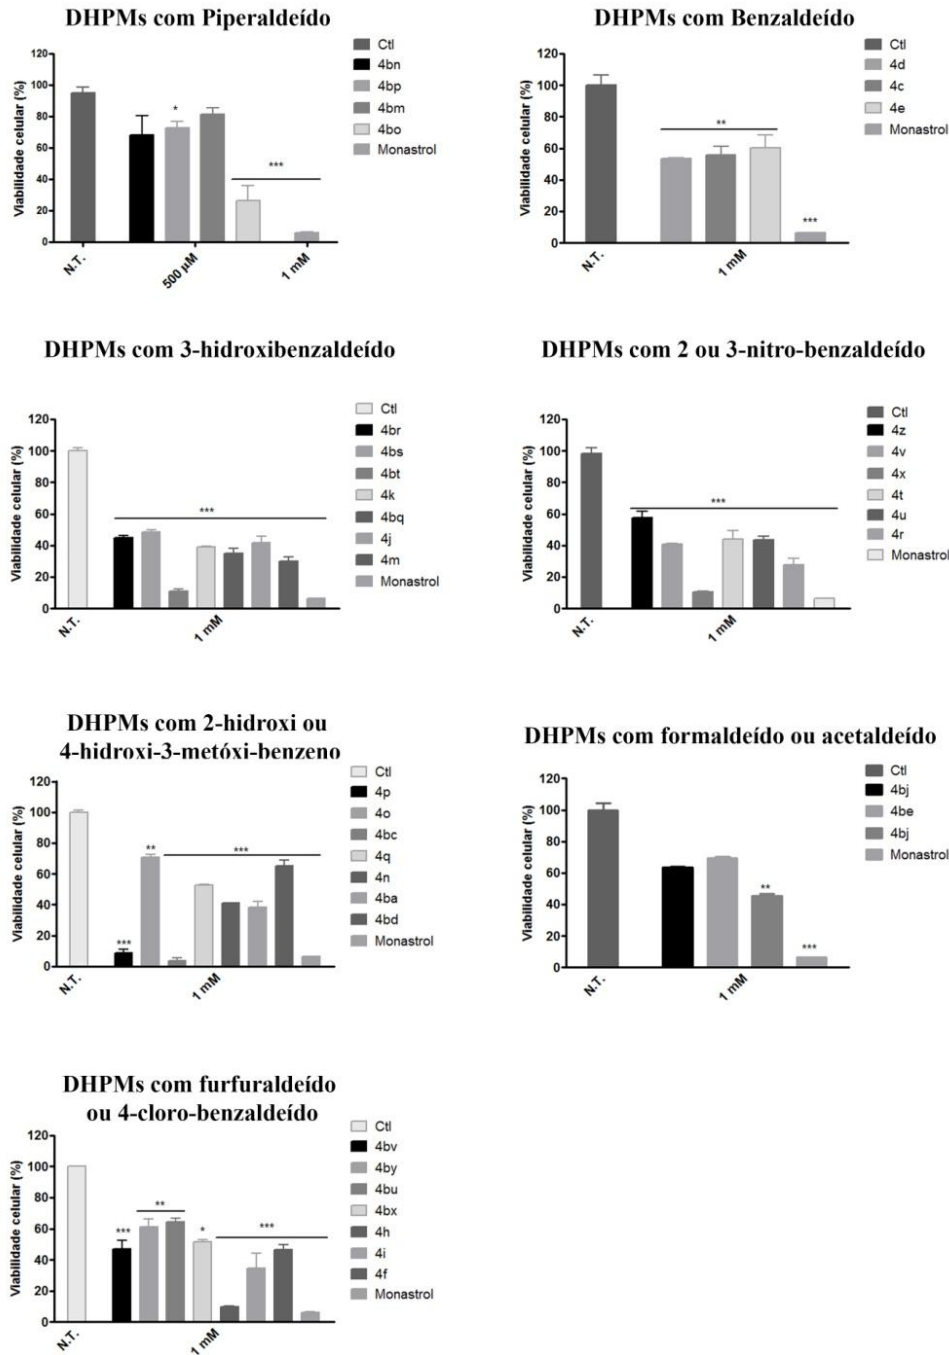 DHPMs com Piperaldeído
Viabilidade celular (%)
120
100
80
60
40
20
0
*
***
N.T.
500 µM
1 mM
Ctl
4bn
4bp
4bm
4bo
Monastrol
DHPMs com Benzaldeído
Viabilidade celular (%)
120
100
80
60
40
20
0
**
***
N.T.
1 mM
Ctl
4d
4c
4e
Monastrol
DHPMs com 3-hidroxibenzaldeído
Viabilidade celular (%)
120
100
80
60
40
20
0
***
N.T.
1 mM
Ctl
4br
4bs
4bt
4k
4bq
4j
4m
Monastrol
DHPMs com 2 ou 3-nitro-benzaldeído
Viabilidade celular (%)
120
100
80
60
40
20
0
***
N.T.
1 mM
Ctl
4z
4v
4x
4t
4u
4r
Monastrol
DHPMs com 2-hidroxi ou
4-hidroxi-3-metóxi-benzeno
Viabilidade celular (%)
120
100
80
60
40
20
0
***
**
***
N.T.
1 mM
Ctl
4p
4o
4bc
4q
4n
4ba
4bd
Monastrol
DHPMs com formaldeído ou acetaldeído
Viabilidade celular (%)
120
100
80
60
40
20
0
**
***
N.T.
1 mM
Ctl
4bj
4be
4bj
Monastrol
DHPMs com furfuraldeído
ou 4-cloro-benzaldeído
Viabilidade celular (%)
120
100
80
60
40
20
0
***
**
*
***
N.T.
1 mM
Ctl
4bv
4by
4bu
4bx
4h
4i
4f
Monastrol